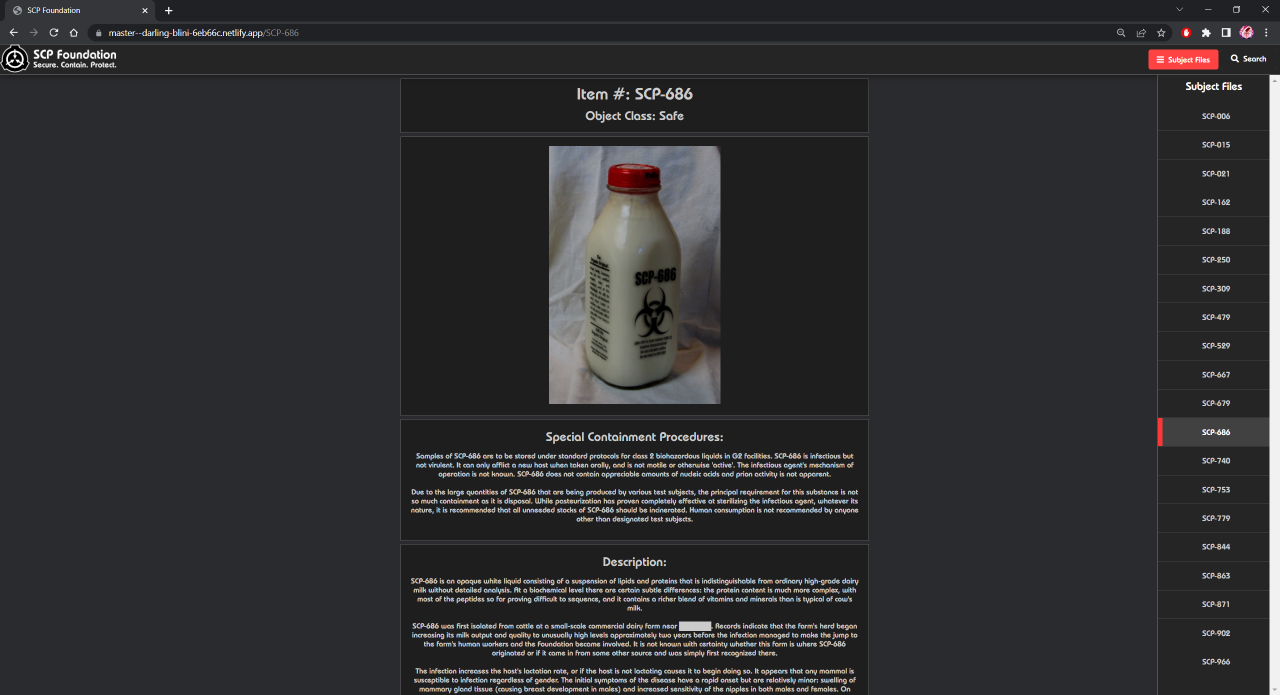 SCP Foundation
master--darling-blini-6eb66c.netlify.app/SCP-686
SCP Foundation
Secure. Contain. Protect.
Subject Files
Search
Item #: SCP-686
Object Class: Safe
SCP-686
Special Containment Procedures:
Samples of SCP-686 are to be stored under standard protocols for class 2 biohazardous liquids in G2 facilities. SCP-686 is infectious but
not virulent. It can only afflict a new host when taken orally, and is not motile or otherwise 'active'. The infectious agent's mechanism of
operation is not known. SCP-686 does not contain appreciable amounts of nucleic acids and prion activity is not apparent.
Due to the large quantities of SCP-686 that are being produced by various test subjects, the principal requirement for this substance is not
so much containment as it is disposal. While pasteurization has proven completely effective at sterilizing the infectious agent, whatever its
nature, it is recommended that all unneeded stocks of SCP-686 should be incinerated. Human consumption is not recommended by anyone
other than designated test subjects.
Description:
SCP-686 is an opaque white liquid consisting of a suspension of lipids and proteins that is indistinguishable from ordinary high-grade dairy
milk without detailed analysis. At a biochemical level there are certain subtle differences: the protein content is much more complex, with
most of the peptides so far proving difficult to sequence, and it contains a richer blend of vitamins and minerals than is typical of cow's
milk.
SCP-686 was first isolated from cattle at a small-scale commercial dairy farm near . Records indicate that the farm's herd began
increasing its milk output and quality to unusually high levels approximately two years before the infection managed to make the jump to
the farm's human workers and the Foundation became involved. It is not known with certainty whether this farm is where SCP-686
originated or if it came in from some other source and was simply first recognized there.
The infection increases the host's lactation rate, or if the host is not lactating causes it to begin doing so. It appears that any mammal is
susceptible to infection regardless of gender. The initial symptoms of the disease have a rapid onset but are relatively minor: swelling of
mammary gland tissue (causing breast development in males) and increased sensitivity of the nipples in both males and females. On
Subject Files
SCP-006
SCP-015
SCP-021
SCP-162
SCP-188
SCP-250
SCP-309
SCP-479
SCP-529
SCP-667
SCP-679
SCP-686
SCP-740
SCP-753
SCP-779
SCP-844
SCP-863
SCP-871
SCP-902
SCP-966